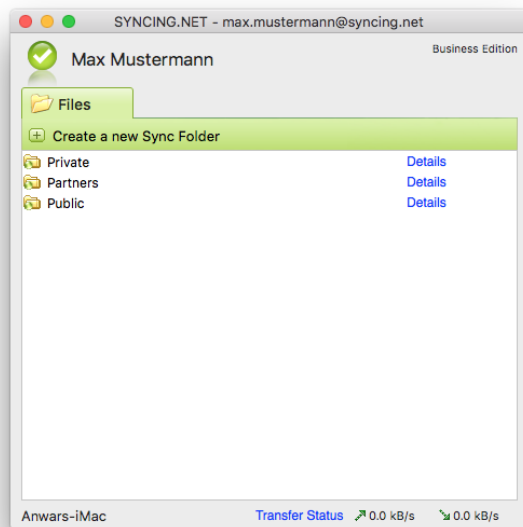 SYNCING.NET - max.mustermann@syncing.net
Business Edition
Max Mustermann
Files
Create a new Sync Folder
Private Details
Partners Details
Public Details
Anwars-iMac Transfer Status 0.0 kB/s 0.0 kB/s